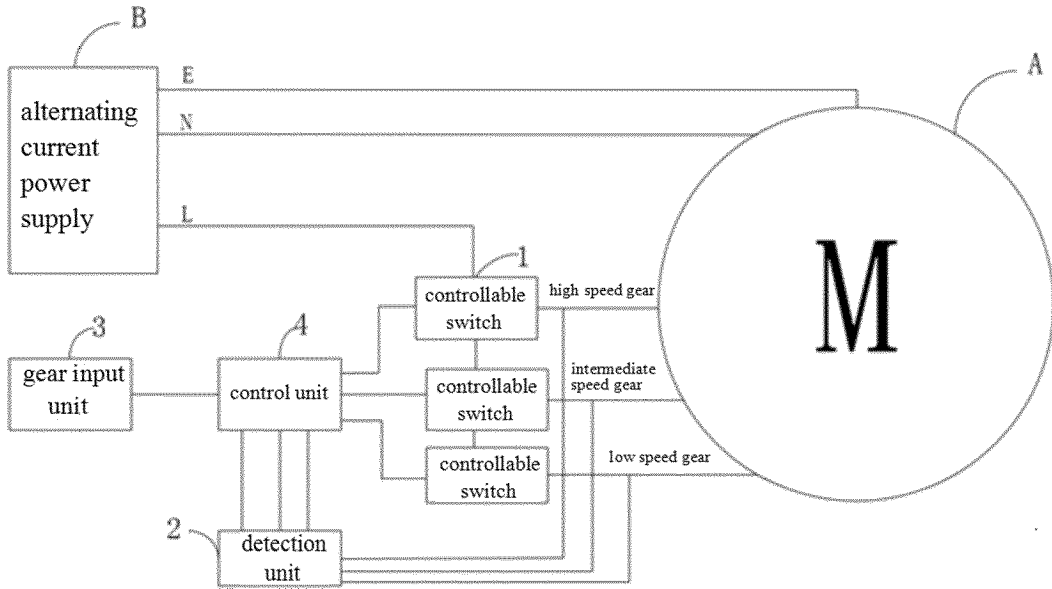 B
A
E
alternating
current
power
supply
N
L
1
controllable
switch
high speed gear
M
3
4
gear input
unit
control unit
intermediate
speed gear
controllable
switch
low speed gear
controllable
switch
2
detection
unit